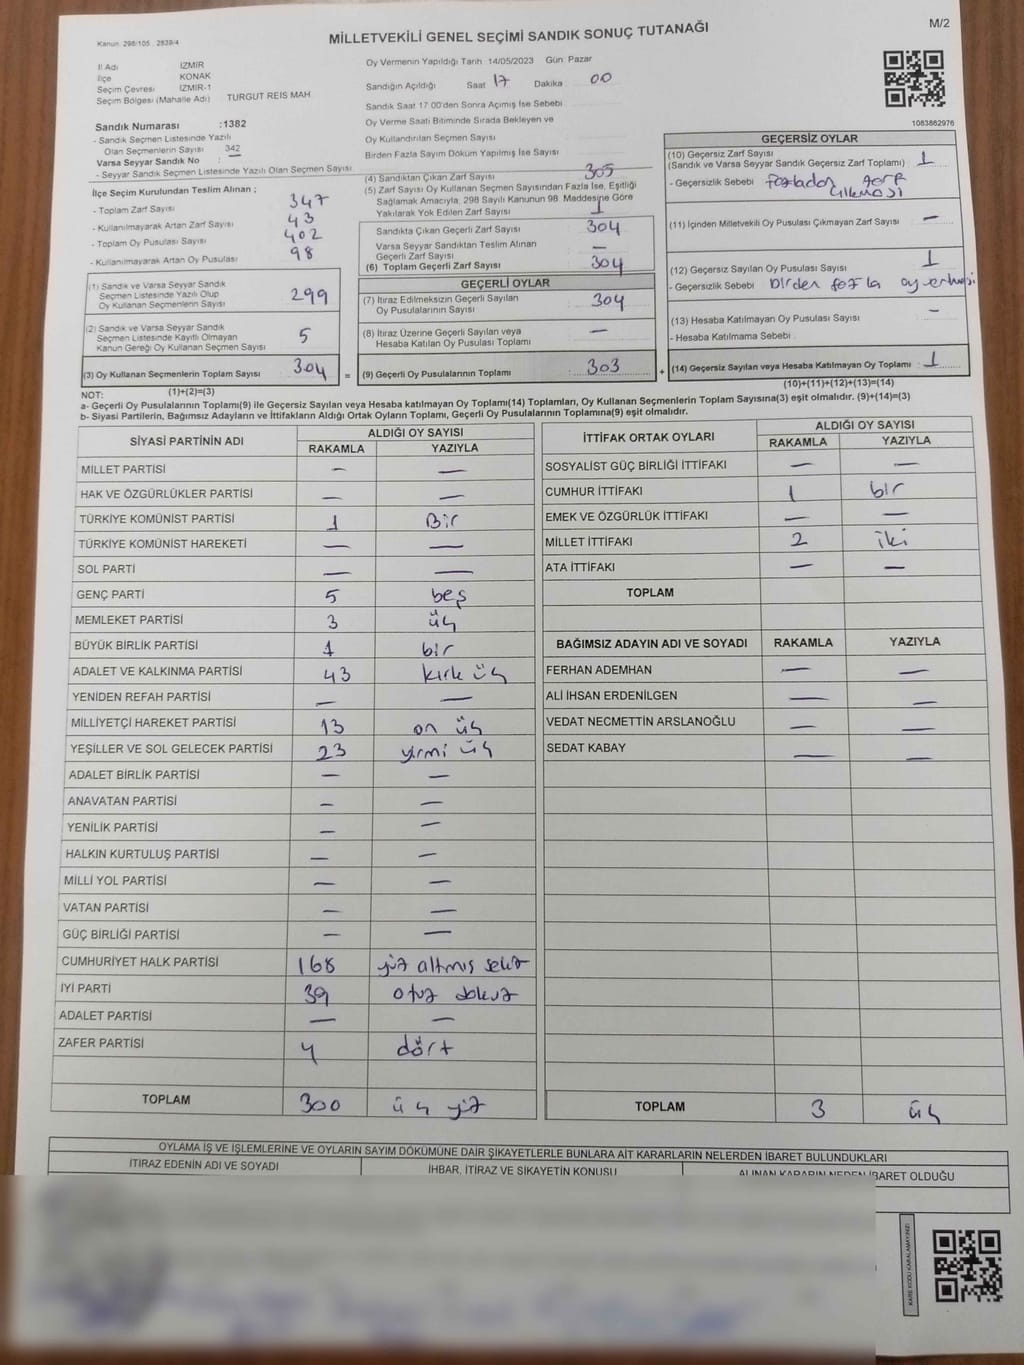 M/2
Kanun: 298/105 , 2839/4
MİLLETVEKİLİ GENEL SEÇİMİ SANDIK SONUÇ TUTANAĞI
İl Adı İZMİR
İlçe KONAK
Seçim Çevresi İZMİR-1
Seçim Bölgesi (Mahalle Adı) TURGUT REİS MAH
Oy Vermenin Yapıldığı Tarih 14/05/2023 Gün Pazar
Sandığın Açıldığı Saat 17 Dakika 00
Sandık Saat 17:00'den Sonra Açmış İse Sebebi
Oy Verme Saati Bitiminde Sırada Bekleyen ve
Oy Kullandırılan Seçmen Sayısı
Birden Fazla Sayım Döküm Yapılmış İse Sayısı
1083862976
Sandık Numarası :1382
- Sandık Seçmen Listesinde Yazılı
Olan Seçmenlerin Sayısı 342
Varsa Seyyar Sandık No : —
- Seyyar Sandık Seçmen Listesinde Yazılı Olan Seçmen Sayısı
İlçe Seçim Kurulundan Teslim Alınan ;
- Toplam Zarf Sayısı 347
- Kullanılmayarak Artan Zarf Sayısı 43
- Toplam Oy Pusulası Sayısı 402
- Kullanılmayarak Artan Oy Pusulası 98
(1) Sandık ve Varsa Seyyar Sandık
Seçmen Listesinde Yazılı Olup
Oy Kullanan Seçmenlerin Sayısı 299
(2) Sandık ve Varsa Seyyar Sandık
Seçmen Listesinde Kayıtlı Olmayan
Kanun Gereği Oy Kullanan Seçmen Sayısı 5
(3) Oy Kullanan Seçmenlerin Toplam Sayısı 304 =
(1)+(2)=(3)
(4) Sandıktan Çıkan Zarf Sayısı 305
(5) Zarf Sayısı Oy Kullanan Seçmen Sayısından Fazla İse, Eşitliği
Sağlamak Amacıyla, 298 Sayılı Kanunun 98. Maddesine Göre
Yakılarak Yok Edilen Zarf Sayısı 1
Sandıkta Çıkan Geçerli Zarf Sayısı 304
Varsa Seyyar Sandıktan Teslim Alınan
Geçerli Zarf Sayısı —
(6) Toplam Geçerli Zarf Sayısı 304
GEÇERLİ OYLAR
(7) İtiraz Edilmeksizin Geçerli Sayılan
Oy Pusulalarının Sayısı 304
(8) İtiraz Üzerine Geçerli Sayılan veya
Hesaba Katılan Oy Pusulası Toplamı —
(9) Geçerli Oy Pusulalarının Toplamı 303 +
GEÇERSİZ OYLAR
(10) Geçersiz Zarf Sayısı
(Sandık ve Varsa Seyyar Sandık Geçersiz Zarf Toplamı) 1
- Geçersizlik Sebebi Fazladan zarf
çıkması
(11) İçinden Milletvekili Oy Pusulası Çıkmayan Zarf Sayısı —
(12) Geçersiz Sayılan Oy Pusulası Sayısı 1
- Geçersizlik Sebebi birden fazla oy verilmesi
(13) Hesaba Katılmayan Oy Pusulası Sayısı —
- Hesaba Katılmama Sebebi
(14) Geçersiz Sayılan veya Hesaba Katılmayan Oy Toplamı 1
(10)+(11)+(12)+(13)=(14)
NOT:
a- Geçerli Oy Pusulalarının Toplamı(9) ile Geçersiz Sayılan veya Hesaba katılmayan Oy Toplamı(14) Toplamları, Oy Kullanan Seçmenlerin Toplam Sayısına(3) eşit olmalıdır. (9)+(14)=(3)
b- Siyasi Partilerin, Bağımsız Adayların ve İttifakların Aldığı Ortak Oyların Toplamı, Geçerli Oy Pusulalarının Toplamına(9) eşit olmalıdır.
SİYASİ PARTİNİN ADI ALDIĞI OY SAYISI
RAKAMLA YAZIYLA
MİLLET PARTİSİ — —
HAK VE ÖZGÜRLÜKLER PARTİSİ — —
TÜRKİYE KOMÜNİST PARTİSİ 1 Bir
TÜRKİYE KOMÜNİST HAREKETİ — —
SOL PARTİ — —
GENÇ PARTİ 5 beş
MEMLEKET PARTİSİ 3 üç
BÜYÜK BİRLİK PARTİSİ 1 bir
ADALET VE KALKINMA PARTİSİ 43 kırk üç
YENİDEN REFAH PARTİSİ — —
MİLLİYETÇİ HAREKET PARTİSİ 13 on üç
YEŞİLLER VE SOL GELECEK PARTİSİ 23 yirmi üç
ADALET BİRLİK PARTİSİ — —
ANAVATAN PARTİSİ — —
YENİLİK PARTİSİ — —
HALKIN KURTULUŞ PARTİSİ — —
MİLLİ YOL PARTİSİ — —
VATAN PARTİSİ — —
GÜÇ BİRLİĞİ PARTİSİ — —
CUMHURİYET HALK PARTİSİ 168 yüz altmış sekiz
İYİ PARTİ 39 otuz dokuz
ADALET PARTİSİ — —
ZAFER PARTİSİ 4 dört
TOPLAM 300 üç yüz
İTTİFAK ORTAK OYLARI ALDIĞI OY SAYISI
RAKAMLA YAZIYLA
SOSYALİST GÜÇ BİRLİĞİ İTTİFAKI — —
CUMHUR İTTİFAKI 1 bir
EMEK VE ÖZGÜRLÜK İTTİFAKI — —
MİLLET İTTİFAKI 2 iki
ATA İTTİFAKI — —
TOPLAM
BAĞIMSIZ ADAYIN ADI VE SOYADI RAKAMLA YAZIYLA
FERHAN ADEMHAN — —
ALİ İHSAN ERDENİLGEN — —
VEDAT NECMETTİN ARSLANOĞLU — —
SEDAT KABAY — —
TOPLAM 3 üç
OYLAMA İŞ VE İŞLEMLERİNE VE OYLARIN SAYIM DÖKÜMÜNE DAİR ŞİKAYETLERLE BUNLARA AİT KARARLARIN NELERDEN İBARET BULUNDUKLARI
İTİRAZ EDENİN ADI VE SOYADI İHBAR, İTİRAZ VE ŞİKAYETİN KONUSU ALINAN KARARIN NEDEN İBARET OLDUĞU
KARE KODU KARALAMAYINIZ!